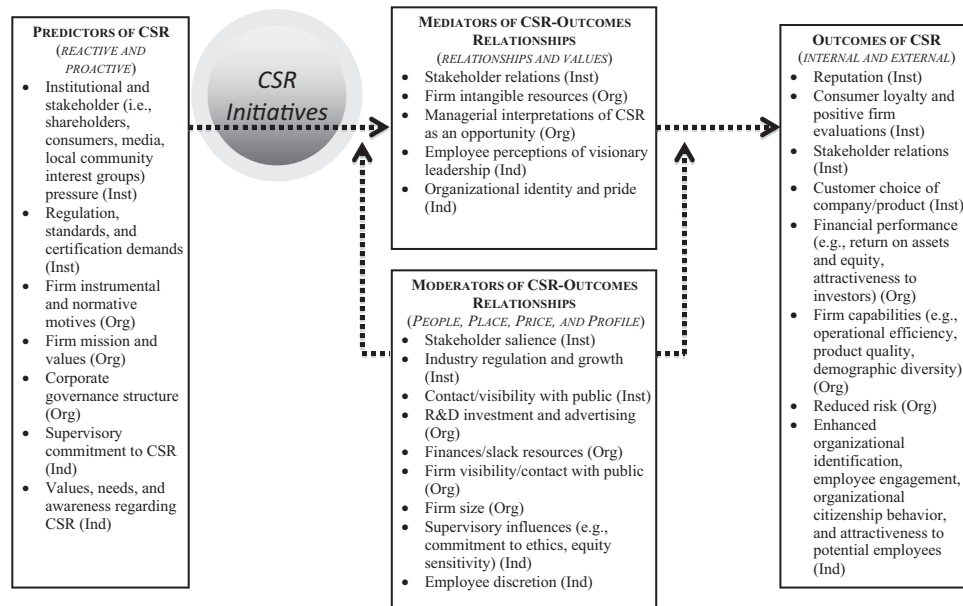 PREDICTORS OF CSR
(REACTIVE AND
PROACTIVE)
• Institutional and
stakeholder (i.e.,
shareholders,
consumers, media,
local community
interest groups)
pressure (Inst)
• Regulation,
standards, and
certification demands
(Inst)
• Firm instrumental
and normative
motives (Org)
• Firm mission and
values (Org)
• Corporate
governance structure
(Org)
• Supervisory
commitment to CSR
(Ind)
• Values, needs, and
awareness regarding
CSR (Ind)
CSR
Initiatives
MEDIATORS OF CSR-OUTCOMES
RELATIONSHIPS
(RELATIONSHIPS AND VALUES)
• Stakeholder relations (Inst)
• Firm intangible resources (Org)
• Managerial interpretations of CSR
as an opportunity (Org)
• Employee perceptions of visionary
leadership (Ind)
• Organizational identity and pride
(Ind)
MODERATORS OF CSR-OUTCOMES
RELATIONSHIPS
(PEOPLE, PLACE, PRICE, AND PROFILE)
• Stakeholder salience (Inst)
• Industry regulation and growth
(Inst)
• Contact/visibility with public (Inst)
• R&D investment and advertising
(Org)
• Finances/slack resources (Org)
• Firm visibility/contact with public
(Org)
• Firm size (Org)
• Supervisory influences (e.g.,
commitment to ethics, equity
sensitivity) (Ind)
• Employee discretion (Ind)
OUTCOMES OF CSR
(INTERNAL AND EXTERNAL)
• Reputation (Inst)
• Consumer loyalty and
positive firm
evaluations (Inst)
• Stakeholder relations
(Inst)
• Customer choice of
company/product (Inst)
• Financial performance
(e.g., return on assets
and equity,
attractiveness to
investors) (Org)
• Firm capabilities (e.g.,
operational efficiency,
product quality,
demographic diversity)
(Org)
• Reduced risk (Org)
• Enhanced
organizational
identification,
employee engagement,
organizational
citizenship behavior,
and attractiveness to
potential employees
(Ind)